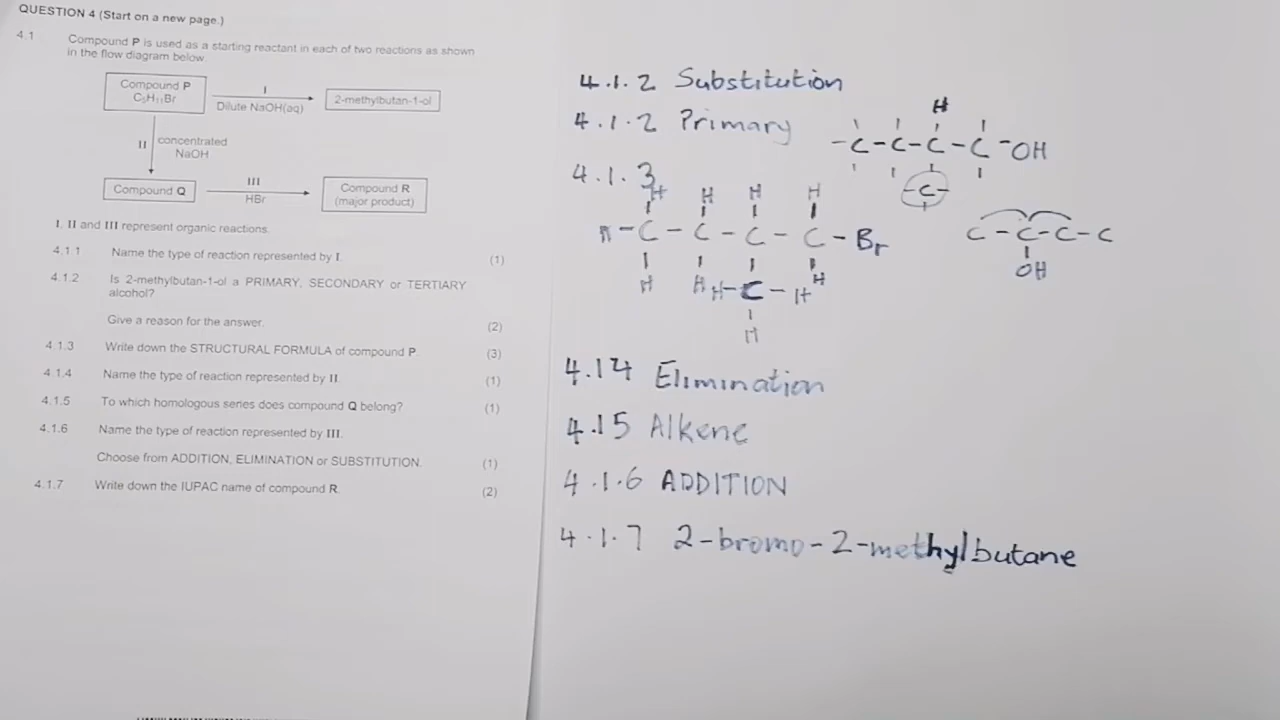 QUESTION 4 (Start on a new page.)
4.1 Compound P is used as a starting reactant in each of two reactions as shown
in the flow diagram below.
Compound P
C5H11Br
I
Dilute NaOH(aq)
2-methylbutan-1-ol
II
concentrated
NaOH
Compound Q
III
HBr
Compound R
(major product)
I, II and III represent organic reactions.
4.1.1 Name the type of reaction represented by I. (1)
4.1.2 Is 2-methylbutan-1-ol a PRIMARY, SECONDARY or TERTIARY
alcohol?
Give a reason for the answer. (2)
4.1.3 Write down the STRUCTURAL FORMULA of compound P. (3)
4.1.4 Name the type of reaction represented by II. (1)
4.1.5 To which homologous series does compound Q belong? (1)
4.1.6 Name the type of reaction represented by III.
Choose from ADDITION, ELIMINATION or SUBSTITUTION. (1)
4.1.7 Write down the IUPAC name of compound R. (2)
4.1.2 Substitution
4.1.2 Primary
H
-C-C-C-C-OH
-C-
4.1.3
H H H H
H-C-C-C-C-Br
H H H-C-H H
H
C-C-C-C
OH
4.14 Elimination
4.15 Alkene
4.1.6 ADDITION
4.1.7 2-bromo-2-methylbutane